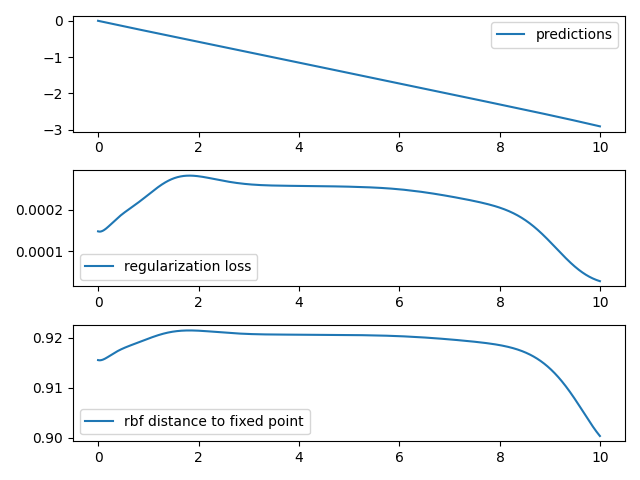 0
−1
−2
−3
predictions
0 2 4 6 8 10
0.0002
0.0001
regularization loss
0 2 4 6 8 10
0.92
0.91
0.90
rbf distance to fixed point
0 2 4 6 8 10